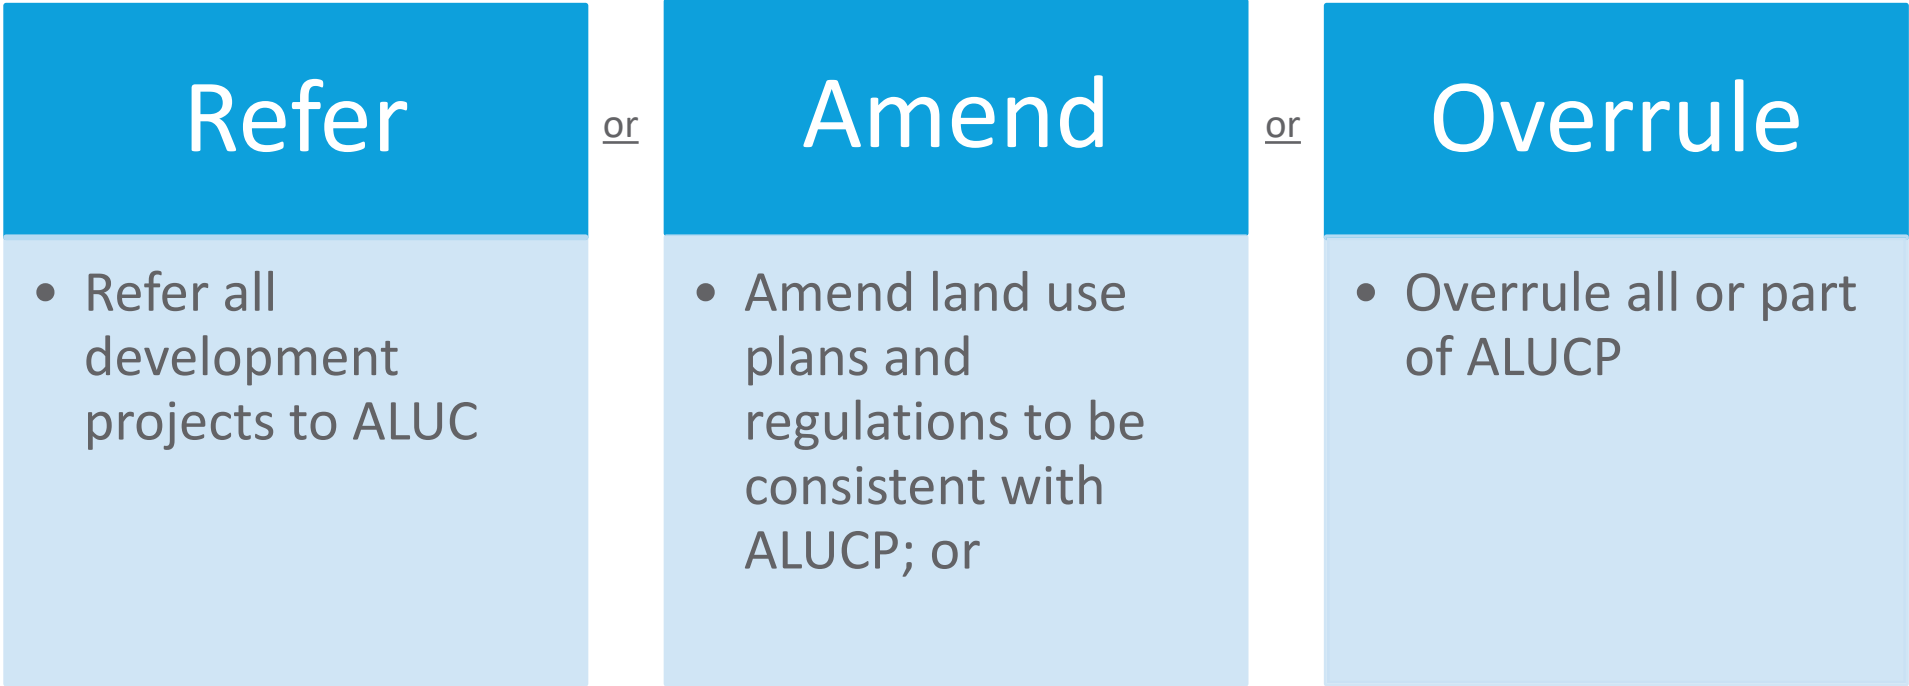 Refer
or
Amend
or
Overrule
• Refer all
development
projects to ALUC
• Amend land use
plans and
regulations to be
consistent with
ALUCP; or
• Overrule all or part
of ALUCP